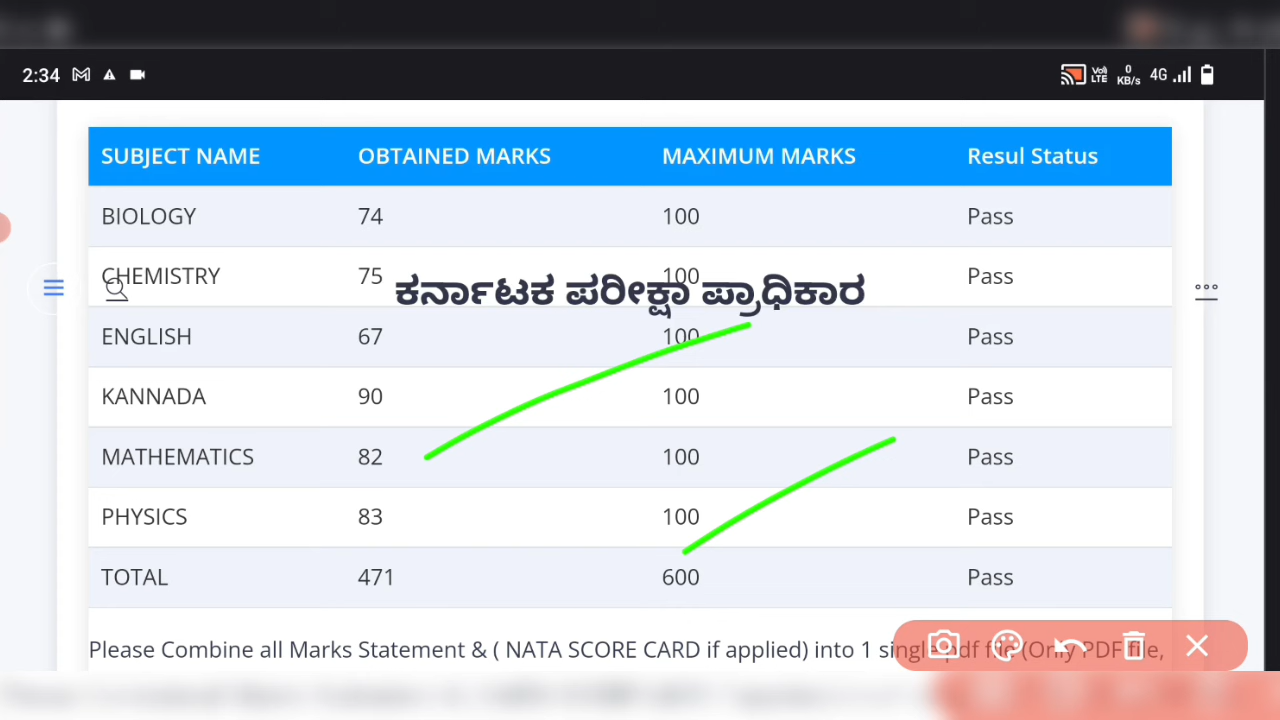 2:34 Vo) LTE 0 KB/s 4G
SUBJECT NAME OBTAINED MARKS MAXIMUM MARKS Resul Status
BIOLOGY 74 100 Pass
CHEMISTRY 75 100 Pass
ಕರ್ನಾಟಕ ಪರೀಕ್ಷಾ ಪ್ರಾಧಿಕಾರ
ENGLISH 67 100 Pass
KANNADA 90 100 Pass
MATHEMATICS 82 100 Pass
PHYSICS 83 100 Pass
TOTAL 471 600 Pass
Please Combine all Marks Statement & ( NATA SCORE CARD if applied) into 1 single pdf file (Only PDF file,